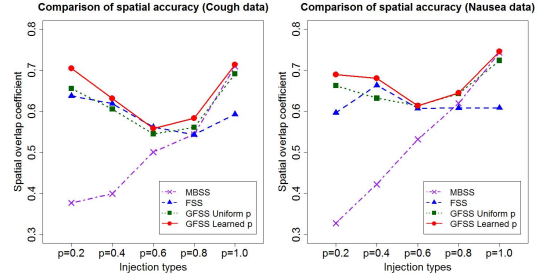 Comparison of spatial accuracy (Cough data)
Spatial overlap coefficient
0.8
0.7
0.6
0.5
0.4
0.3
MBSS
FSS
GFSS Uniform p
GFSS Learned p
p=0.2 p=0.4 p=0.6 p=0.8 p=1.0
Injection types
Comparison of spatial accuracy (Nausea data)
Spatial overlap coefficient
0.8
0.7
0.6
0.5
0.4
0.3
MBSS
FSS
GFSS Uniform p
GFSS Learned p
p=0.2 p=0.4 p=0.6 p=0.8 p=1.0
Injection types